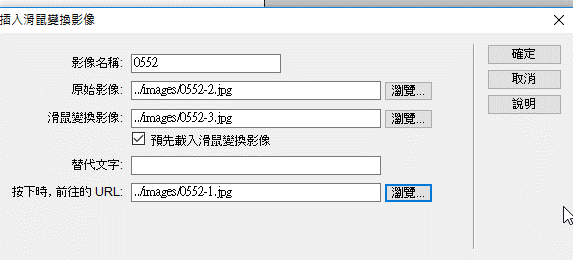 插入滑鼠變換影像
影像名稱: 0552
確定
原始影像: ../images/0552-2.jpg 瀏覽...
取消
滑鼠變換影像: ../images/0552-3.jpg 瀏覽...
說明
預先載入滑鼠變換影像
替代文字:
按下時, 前往的 URL: ../images/0552-1.jpg 瀏覽...